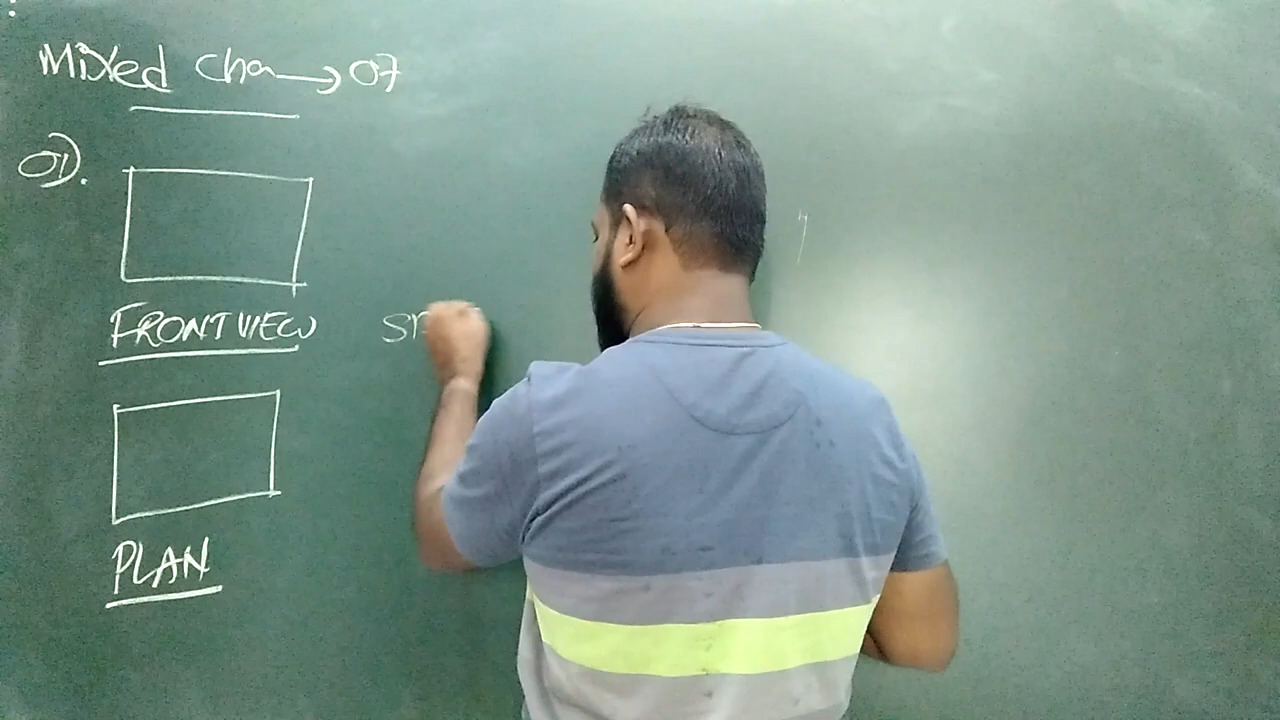 Mixed Cha → 07
01).
FRONT VIEW
PLAN